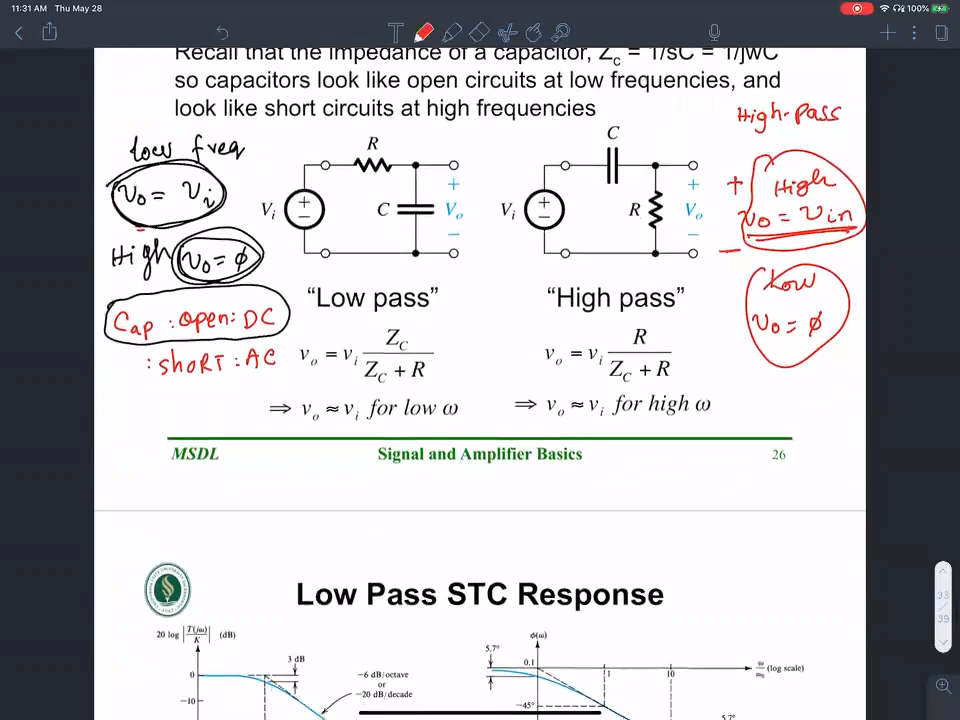 11:31 AM Thu May 28
100%
Recall that the impedance of a capacitor, Zc = 1/sC = 1/jwC
so capacitors look like open circuits at low frequencies, and
look like short circuits at high frequencies
High-pass
low freq
vo = vi
High vo = ϕ
Cap : open : DC
: short : AC
R
Vi
+
−
C
+
Vo
−
C
Vi
+
−
R
+
Vo
−
+
High
vo = vin
−
Low
vo = ϕ
“Low pass”
“High pass”
vo = vi Zc / (Zc + R)
vo = vi R / (Zc + R)
⇒ vo ≈ vi for low ω
⇒ vo ≈ vi for high ω
MSDL
Signal and Amplifier Basics
26
Low Pass STC Response
20 log |T(jω)/K| (dB)
3 dB
0
−10
−6 dB/octave
or
−20 dB/decade
ϕ(ω)
5.7°
0.1
1
10
ω/ω0 (log scale)
−45°
5.7°
33
39